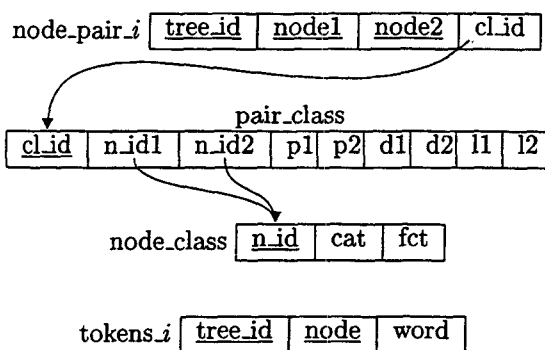 node_pair_i tree_id node1 node2 cl_id
pair_class
cl_id n_id1 n_id2 p1 p2 d1 d2 l1 l2
node_class n_id cat fct
tokens_i tree_id node word